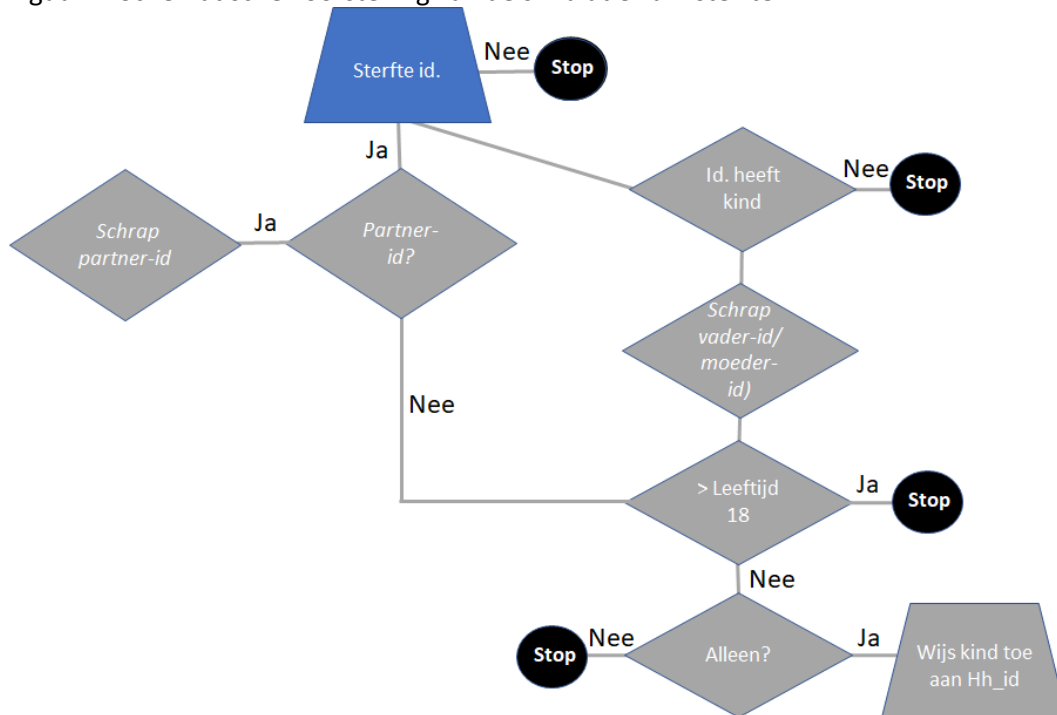 Sterfte id.
Nee
Stop
Ja
Id. heeft
kind
Nee
Stop
Schrap
partner-id
Ja
Partner-
id?
Schrap
vader-id/
moeder-
id)
Nee
> Leeftijd
18
Ja
Stop
Nee
Stop
Nee
Alleen?
Ja
Wijs kind toe
aan Hh_id